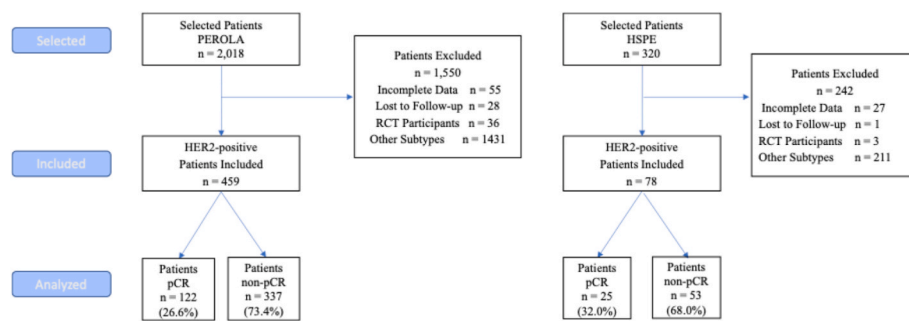 Selected
Selected Patients
PEROLA
n = 2,018
Patients Excluded
n = 1,550
Incomplete Data n = 55
Lost to Follow-up n = 28
RCT Participants n = 36
Other Subtypes n = 1431
Selected Patients
HSPE
n = 320
Patients Excluded
n = 242
Incomplete Data n = 27
Lost to Follow-up n = 1
RCT Participants n = 3
Other Subtypes n = 211
Included
HER2-positive
Patients Included
n = 459
HER2-positive
Patients Included
n = 78
Analyzed
Patients
pCR
n = 122
(26.6%)
Patients
non-pCR
n = 337
(73.4%)
Patients
pCR
n = 25
(32.0%)
Patients
non-pCR
n = 53
(68.0%)